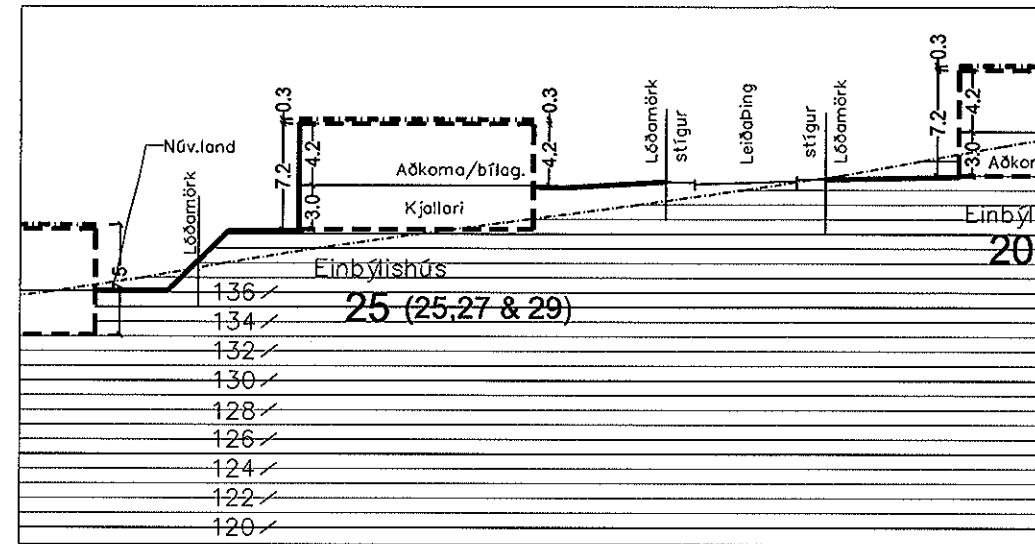 Núv.land
Lóðamörk
7.2
0.3
4.2
3.0
Aðkoma/bílag.
Kjallari
4.2
0.3
Lóðamörk
stígur
Leiðaþing
stígur
Lóðamörk
7.2
0.3
4.2
3.0
Aðkom
Einbýlishús
25 (25,27 & 29)
Einbýli
20
136
134
132
130
128
126
124
122
120